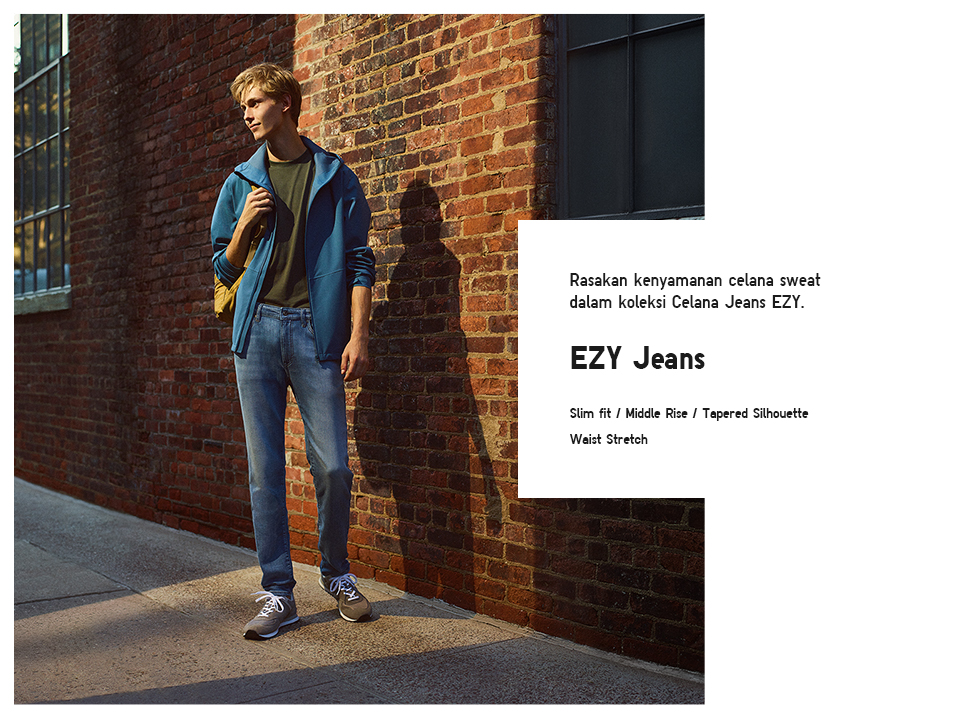 Rasakan kenyamanan celana sweat
dalam koleksi Celana Jeans EZY.
EZY Jeans
Slim fit / Middle Rise / Tapered Silhouette
Waist Stretch